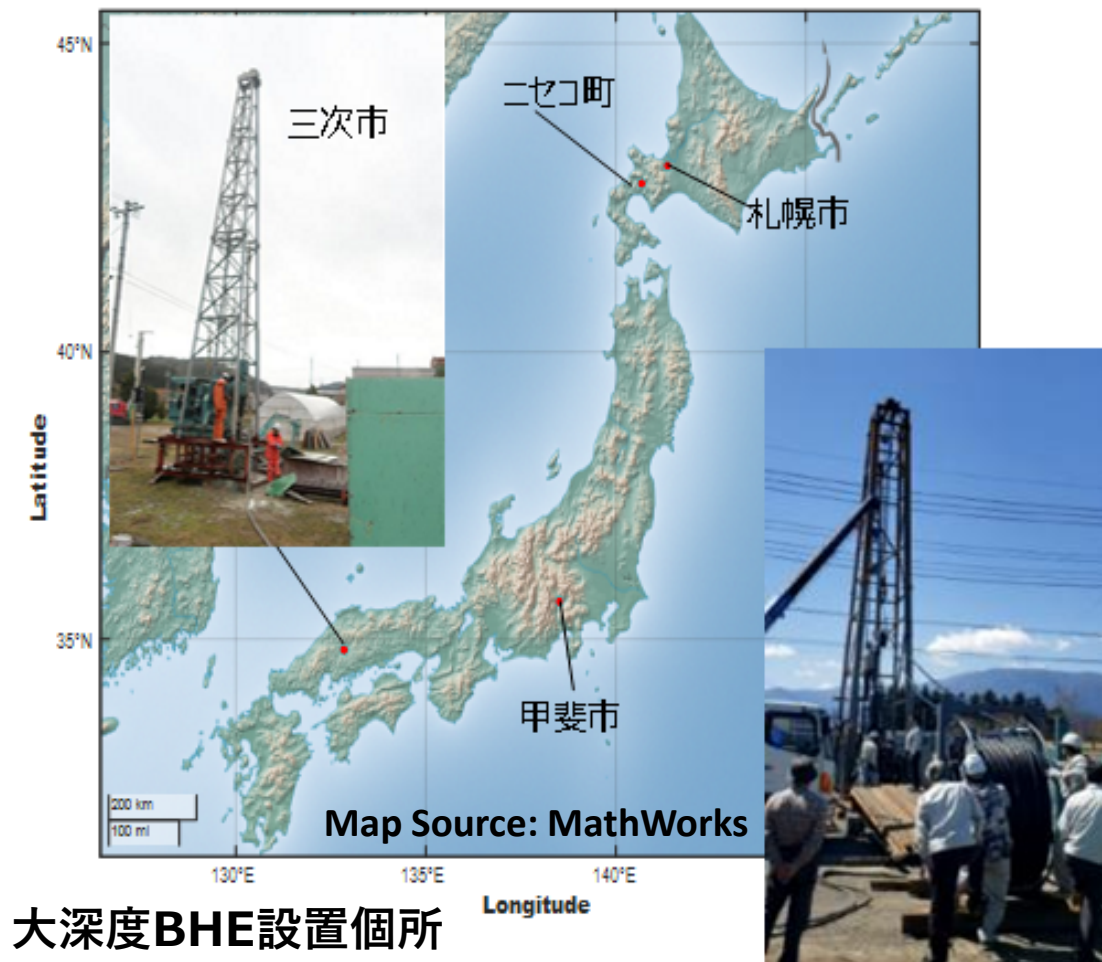 45°N
三次市
ニセコ町
札幌市
40°N
Latitude
35°N
甲斐市
200 km
100 mi
Map Source: MathWorks
130°E
135°E
140°E
Longitude
大深度BHE設置個所